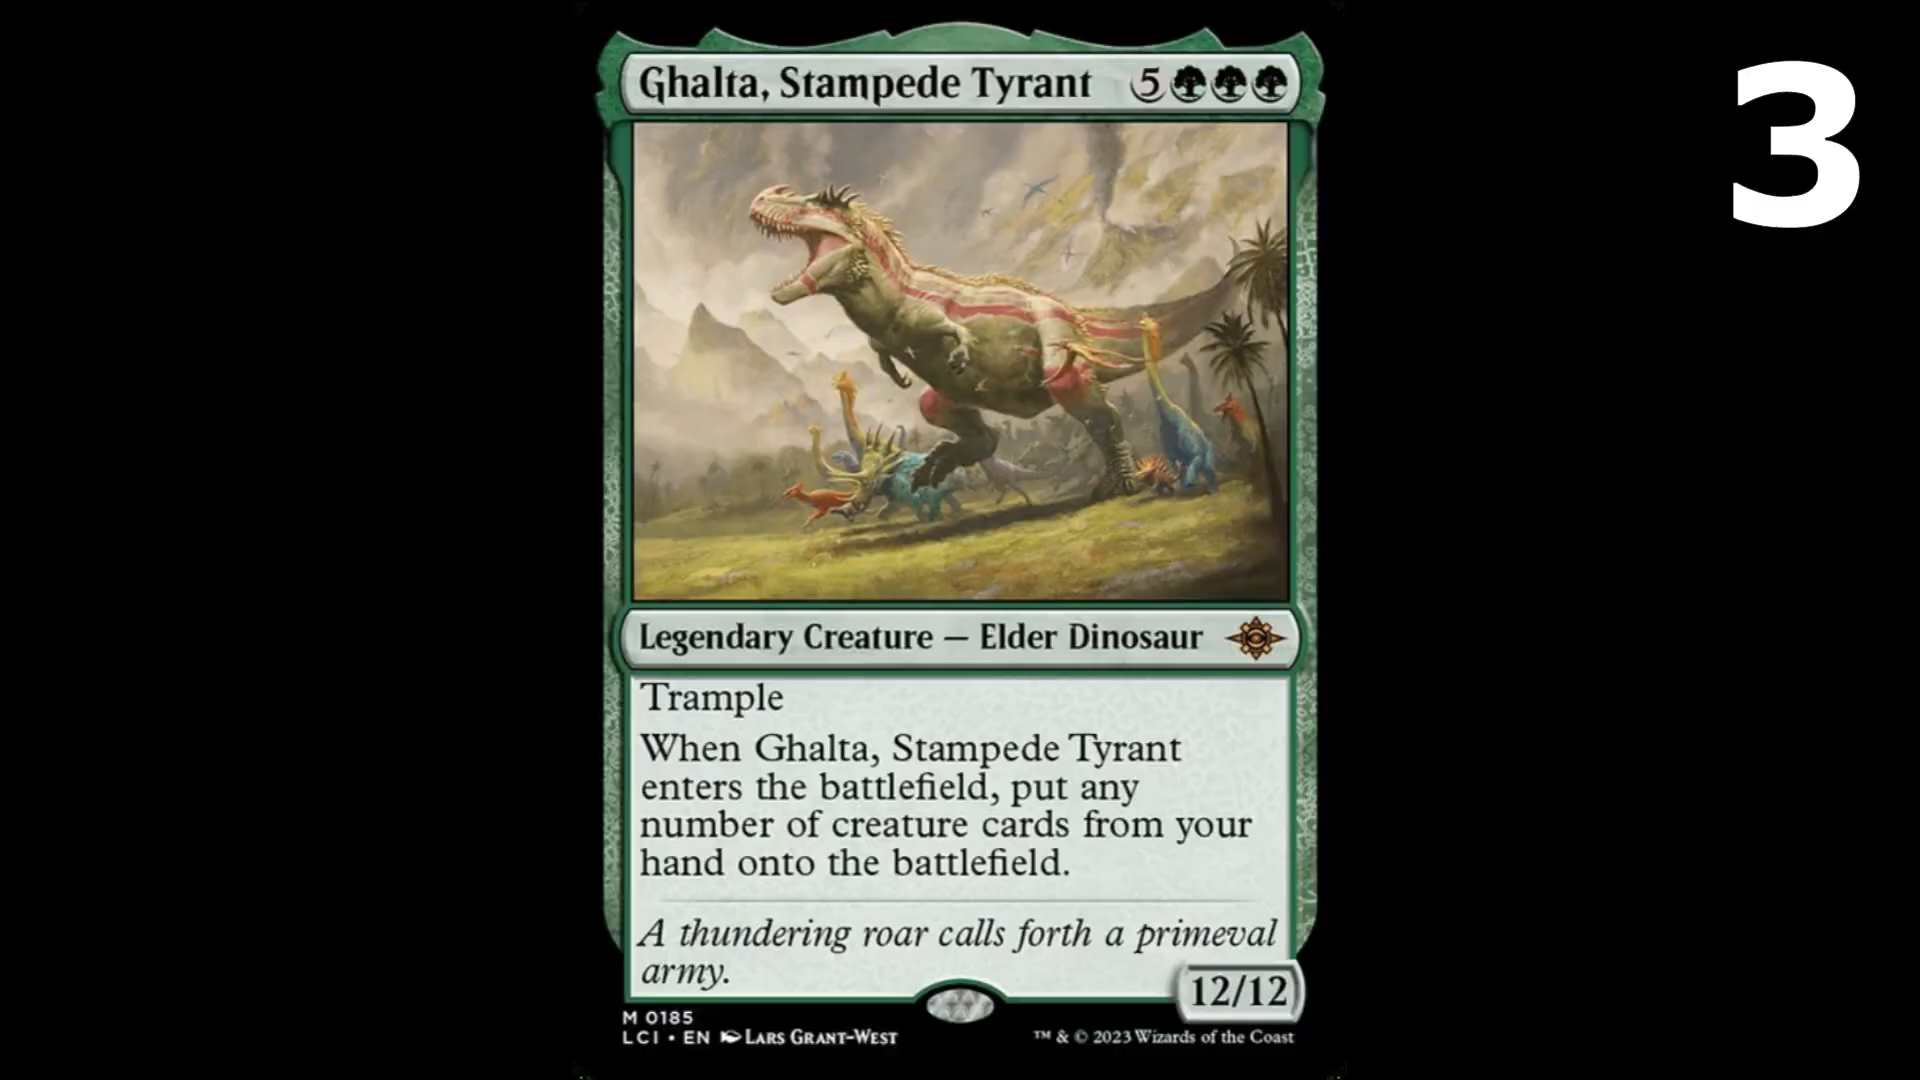 Ghalta, Stampede Tyrant 5
3
Legendary Creature — Elder Dinosaur
Trample
When Ghalta, Stampede Tyrant
enters the battlefield, put any
number of creature cards from your
hand onto the battlefield.
A thundering roar calls forth a primeval
army.
12/12
M 0185
LCI • EN Lars Grant-West
™ & © 2023 Wizards of the Coast